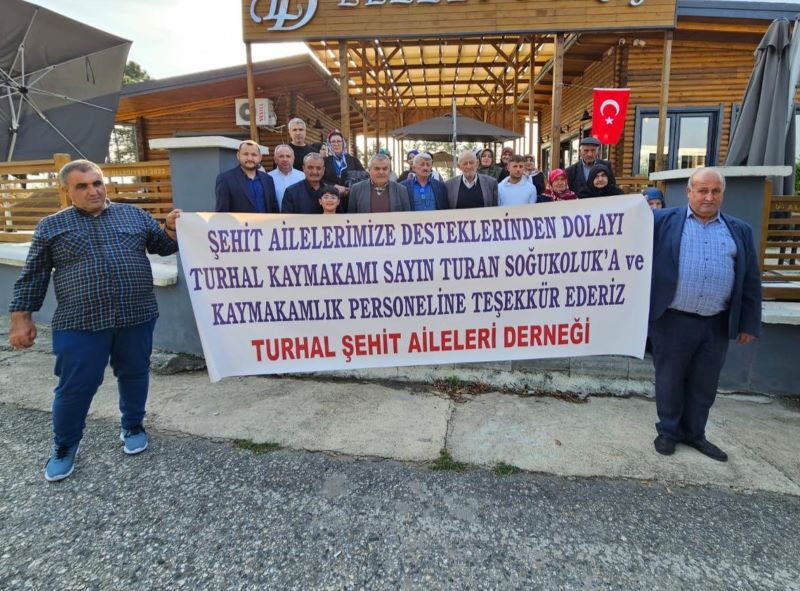 ŞEHİT AİLELERİMİZE DESTEKLERİNDEN DOLAYI
TURHAL KAYMAKAMI SAYIN TURAN SOĞUKOLUK'A ve
KAYMAKAMLIK PERSONELİNE TEŞEKKÜR EDERİZ
TURHAL ŞEHİT AİLELERİ DERNEĞİ